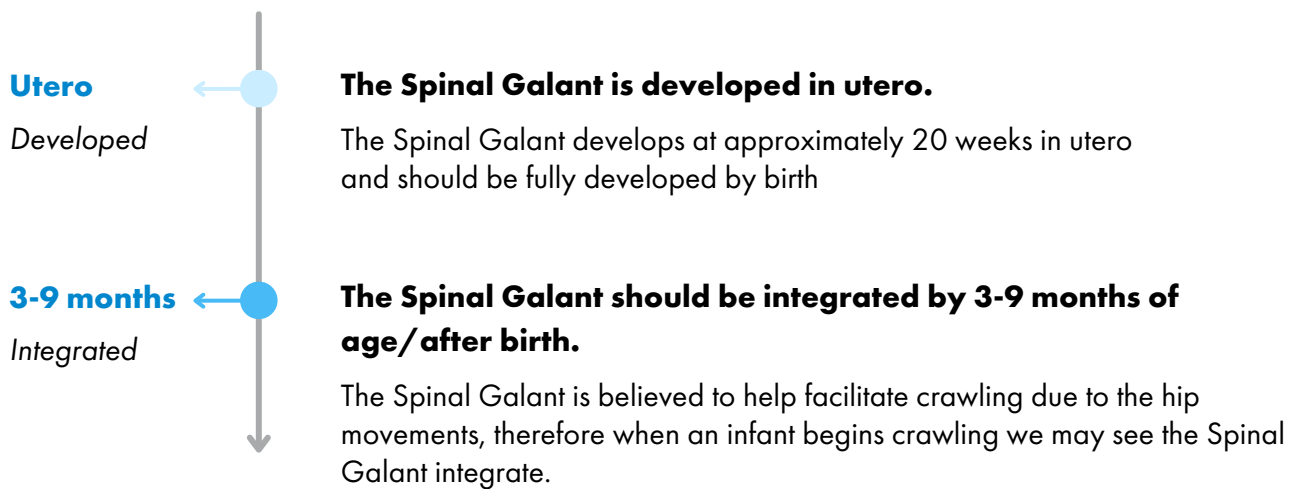 Utero
Developed
The Spinal Galant is developed in utero.
The Spinal Galant develops at approximately 20 weeks in utero
and should be fully developed by birth
3-9 months
Integrated
The Spinal Galant should be integrated by 3-9 months of
age/after birth.
The Spinal Galant is believed to help facilitate crawling due to the hip
movements, therefore when an infant begins crawling we may see the Spinal
Galant integrate.